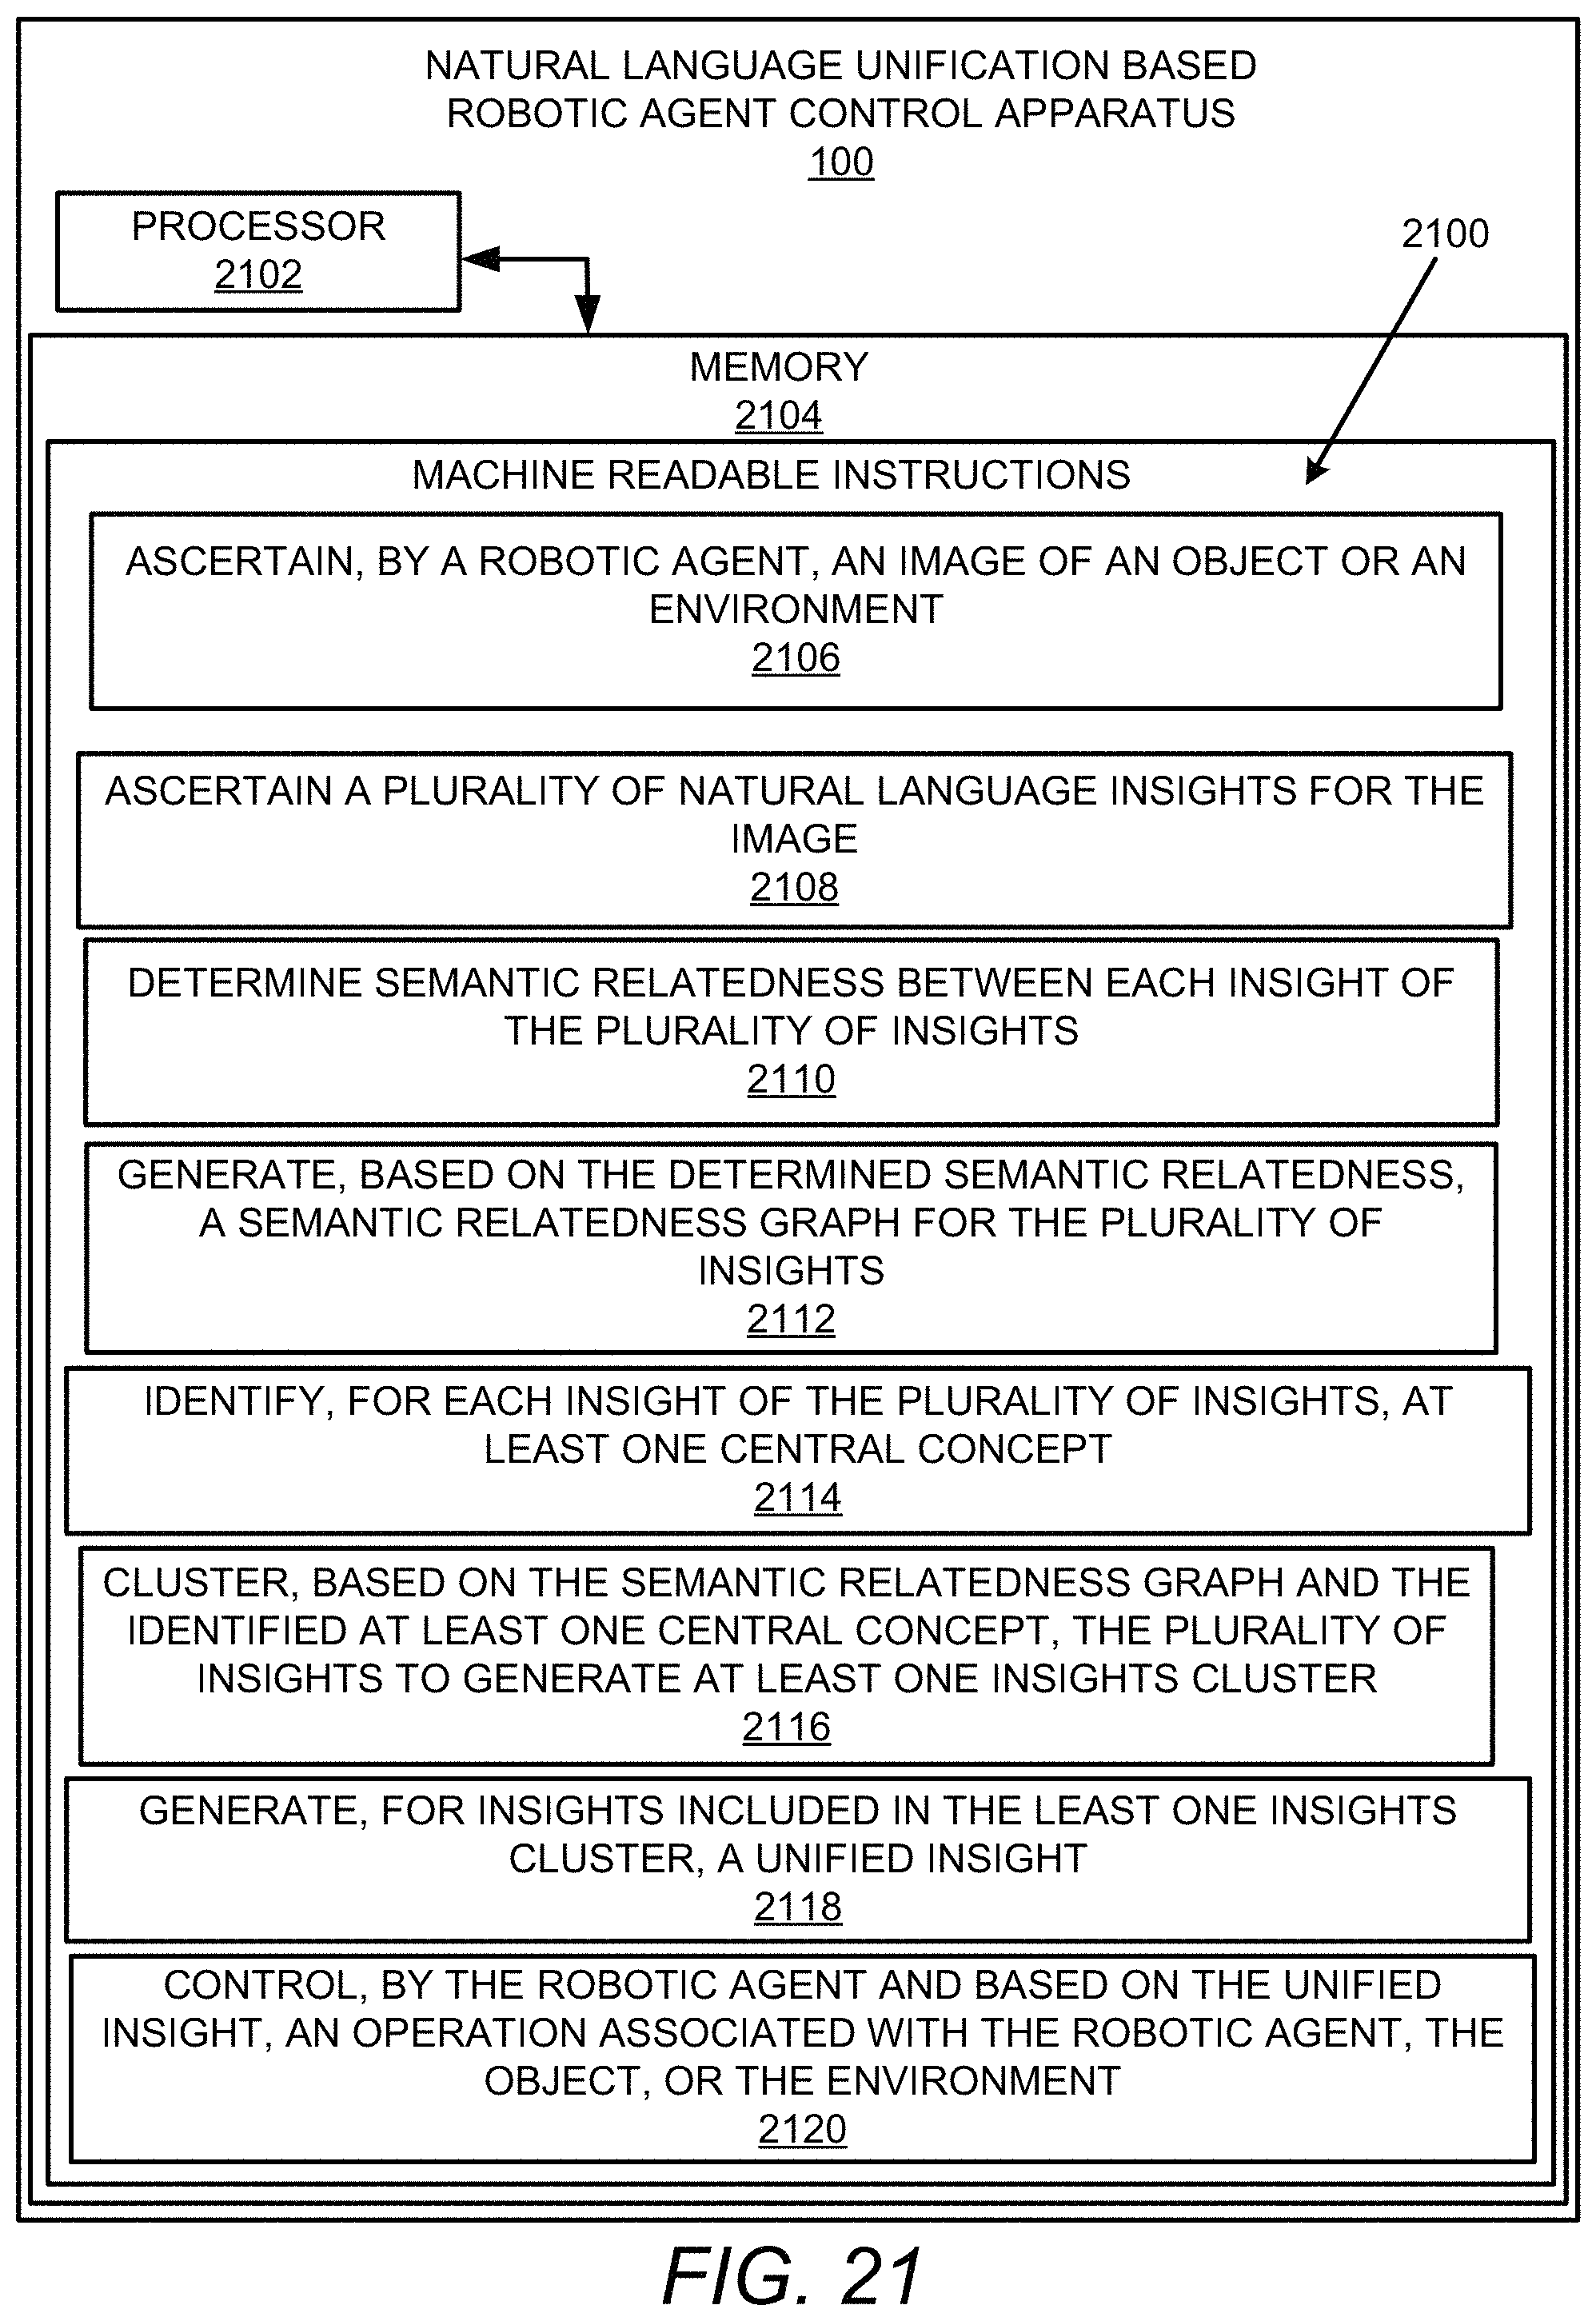 NATURAL LANGUAGE UNIFICATION BASED
ROBOTIC AGENT CONTROL APPARATUS
100
PROCESSOR
2102
2100
MEMORY
2104
MACHINE READABLE INSTRUCTIONS
ASCERTAIN, BY A ROBOTIC AGENT, AN IMAGE OF AN OBJECT OR AN
ENVIRONMENT
2106
ASCERTAIN A PLURALITY OF NATURAL LANGUAGE INSIGHTS FOR THE
IMAGE
2108
DETERMINE SEMANTIC RELATEDNESS BETWEEN EACH INSIGHT OF
THE PLURALITY OF INSIGHTS
2110
GENERATE, BASED ON THE DETERMINED SEMANTIC RELATEDNESS,
A SEMANTIC RELATEDNESS GRAPH FOR THE PLURALITY OF
INSIGHTS
2112
IDENTIFY, FOR EACH INSIGHT OF THE PLURALITY OF INSIGHTS, AT
LEAST ONE CENTRAL CONCEPT
2114
CLUSTER, BASED ON THE SEMANTIC RELATEDNESS GRAPH AND THE
IDENTIFIED AT LEAST ONE CENTRAL CONCEPT, THE PLURALITY OF
INSIGHTS TO GENERATE AT LEAST ONE INSIGHTS CLUSTER
2116
GENERATE, FOR INSIGHTS INCLUDED IN THE LEAST ONE INSIGHTS
CLUSTER, A UNIFIED INSIGHT
2118
CONTROL, BY THE ROBOTIC AGENT AND BASED ON THE UNIFIED
INSIGHT, AN OPERATION ASSOCIATED WITH THE ROBOTIC AGENT, THE
OBJECT, OR THE ENVIRONMENT
2120
FIG. 21